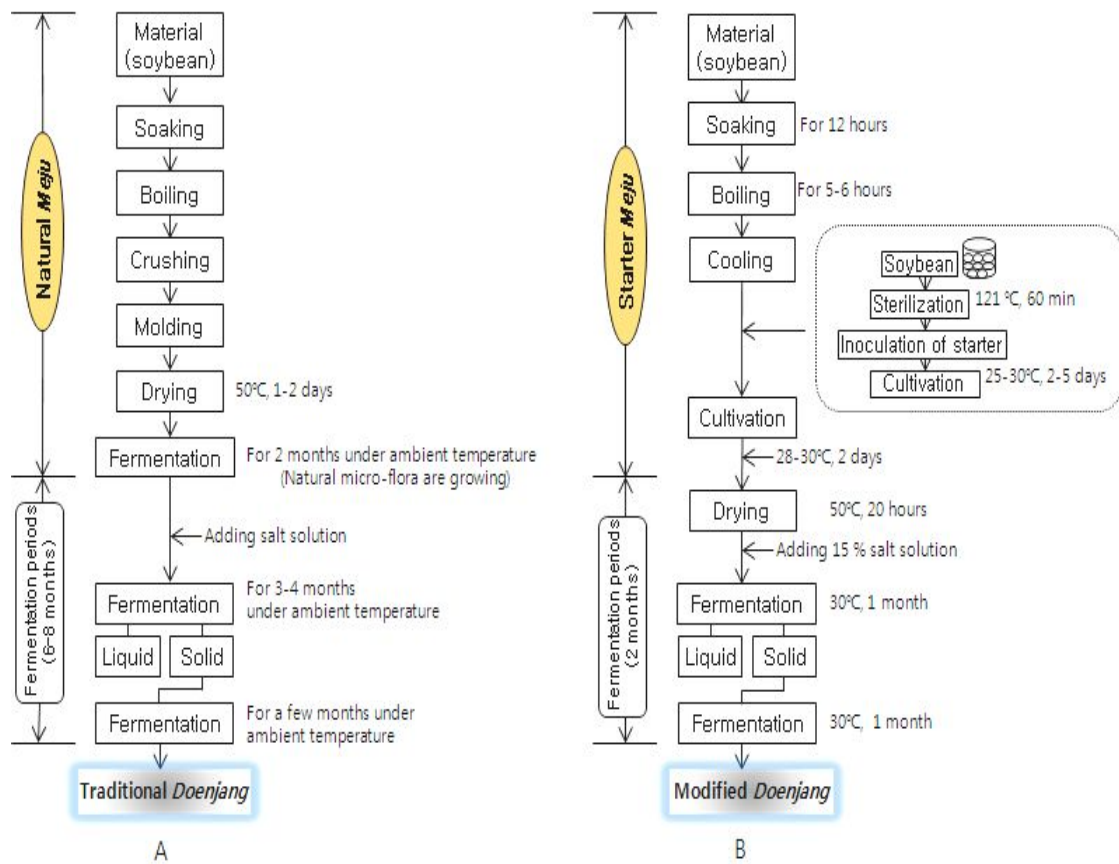 Material
(soybean)
Soaking
Boiling
Crushing
Molding
Drying
50℃, 1-2 days
Fermentation
For 2 months under ambient temperature
(Natural micro-flora are growing)
Adding salt solution
Fermentation
For 3-4 months
under ambient temperature
Liquid
Solid
Fermentation
For a few months under
ambient temperature
Traditional Doenjang
Natural Meju
Fermentation periods
(6-8 months)
A
Material
(soybean)
Soaking
For 12 hours
Boiling
For 5-6 hours
Cooling
Soybean
Sterilization
121 ℃, 60 min
Inoculation of starter
Cultivation
25-30℃, 2-5 days
Cultivation
28-30℃, 2 days
Drying
50℃, 20 hours
Adding 15 % salt solution
Fermentation
30℃, 1 month
Liquid
Solid
Fermentation
30℃, 1 month
Modified Doenjang
Starter Meju
Fermentation periods
(2 months)
B